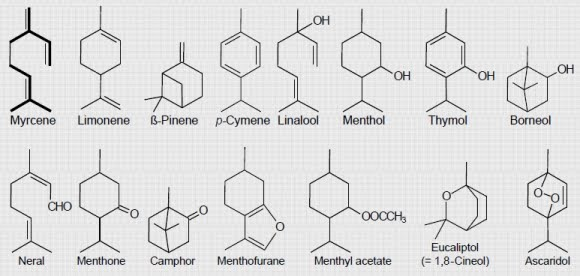 OH
OH
OH
OH
Myrcene Limonene ß-Pinene p-Cymene Linalool Menthol Thymol Borneol
CHO
O
O
O
OOCCH₃
O
O
O
Neral Menthone Camphor Menthofurane Menthyl acetate Eucaliptol Ascaridol
(= 1,8-Cineol)